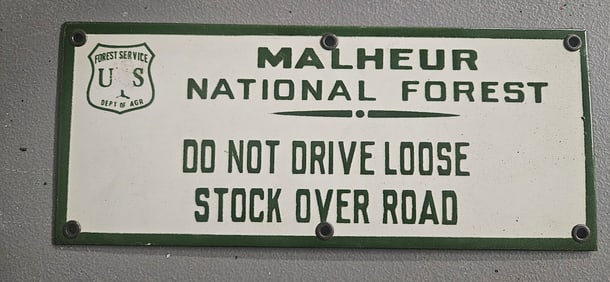 FOREST SERVICE
U S
DEPT OF AGR
MALHEUR
NATIONAL FOREST
DO NOT DRIVE LOOSE
STOCK OVER ROAD